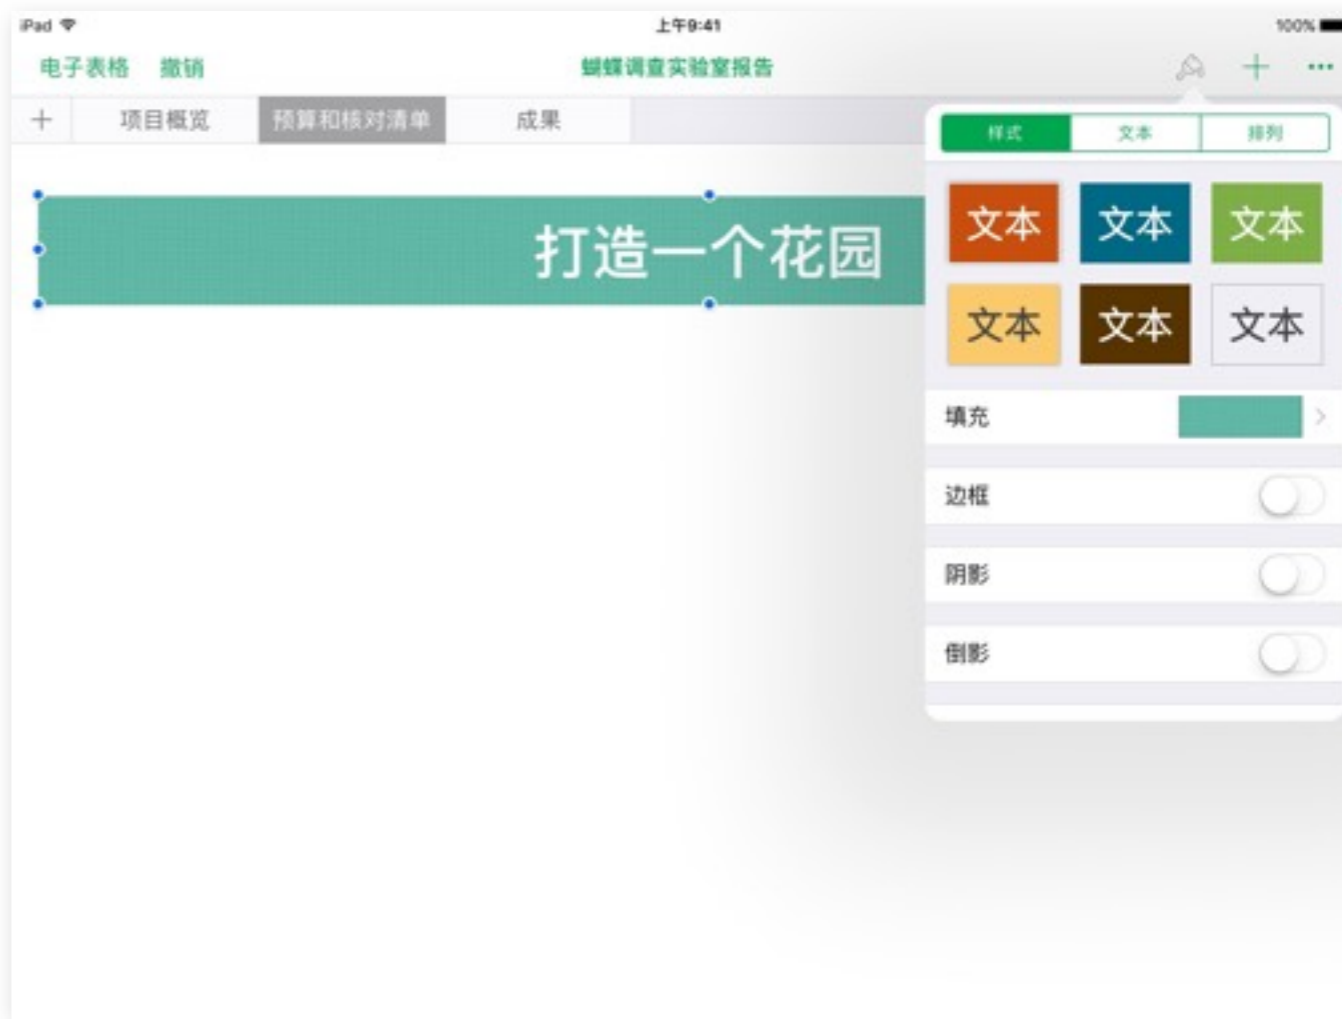 iPad 上午9:41 100%
电子表格 撤销 蝴蝶调查实验室报告
项目概览 预算和核对清单 成果
样式 文本 排列
打造一个花园
文本 文本 文本
文本 文本 文本
填充
边框
阴影
倒影